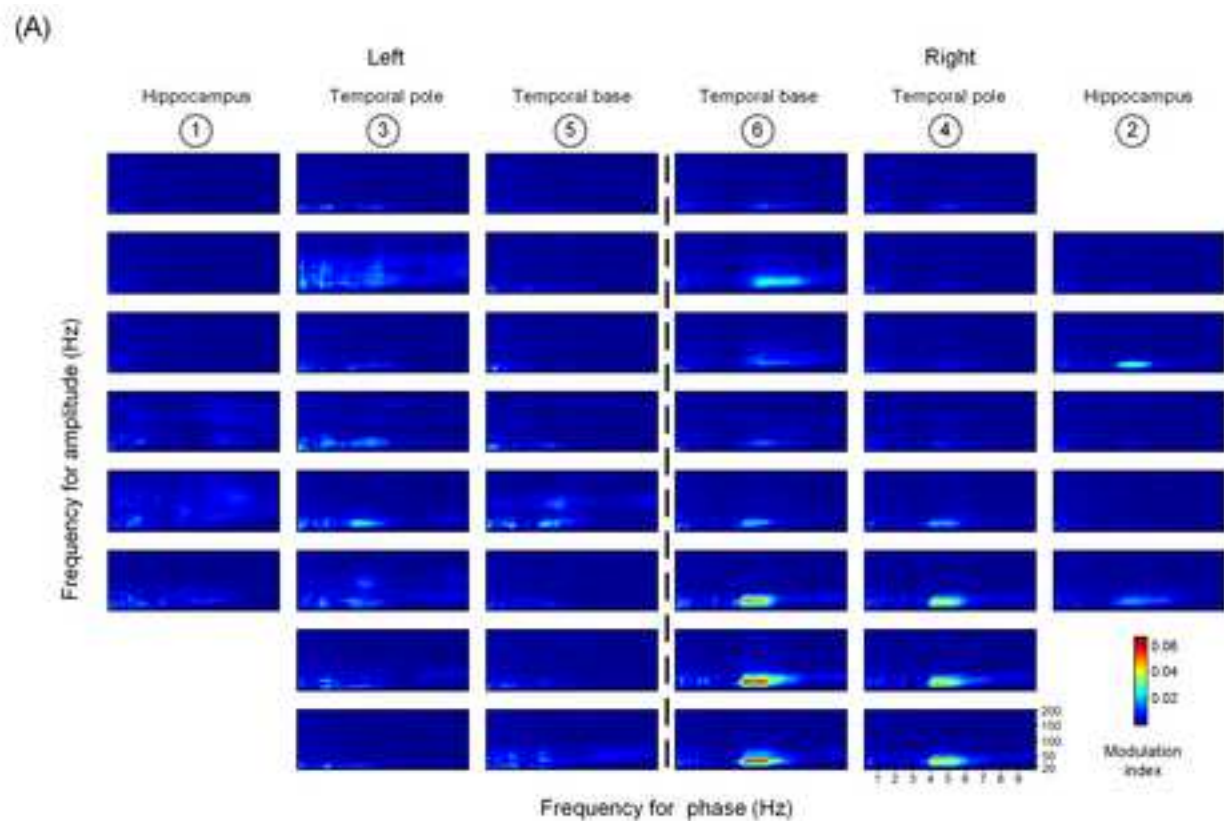 (A)
Left Right
Hippocampus Temporal pole Temporal base Temporal base Temporal pole Hippocampus
1 3 5 6 4 2
Frequency for amplitude (Hz)
0.06
0.04
0.02
Modulation
index
200
150
100
50
20
1 2 3 4 5 6 7 8 9
Frequency for phase (Hz)